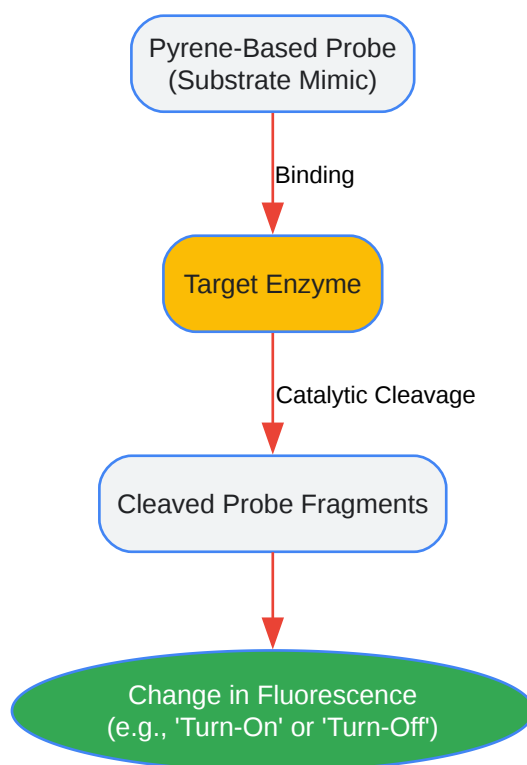 Pyrene-Based Probe
(Substrate Mimic)
Binding
Target Enzyme
Catalytic Cleavage
Cleaved Probe Fragments
Change in Fluorescence
(e.g., 'Turn-On' or 'Turn-Off')